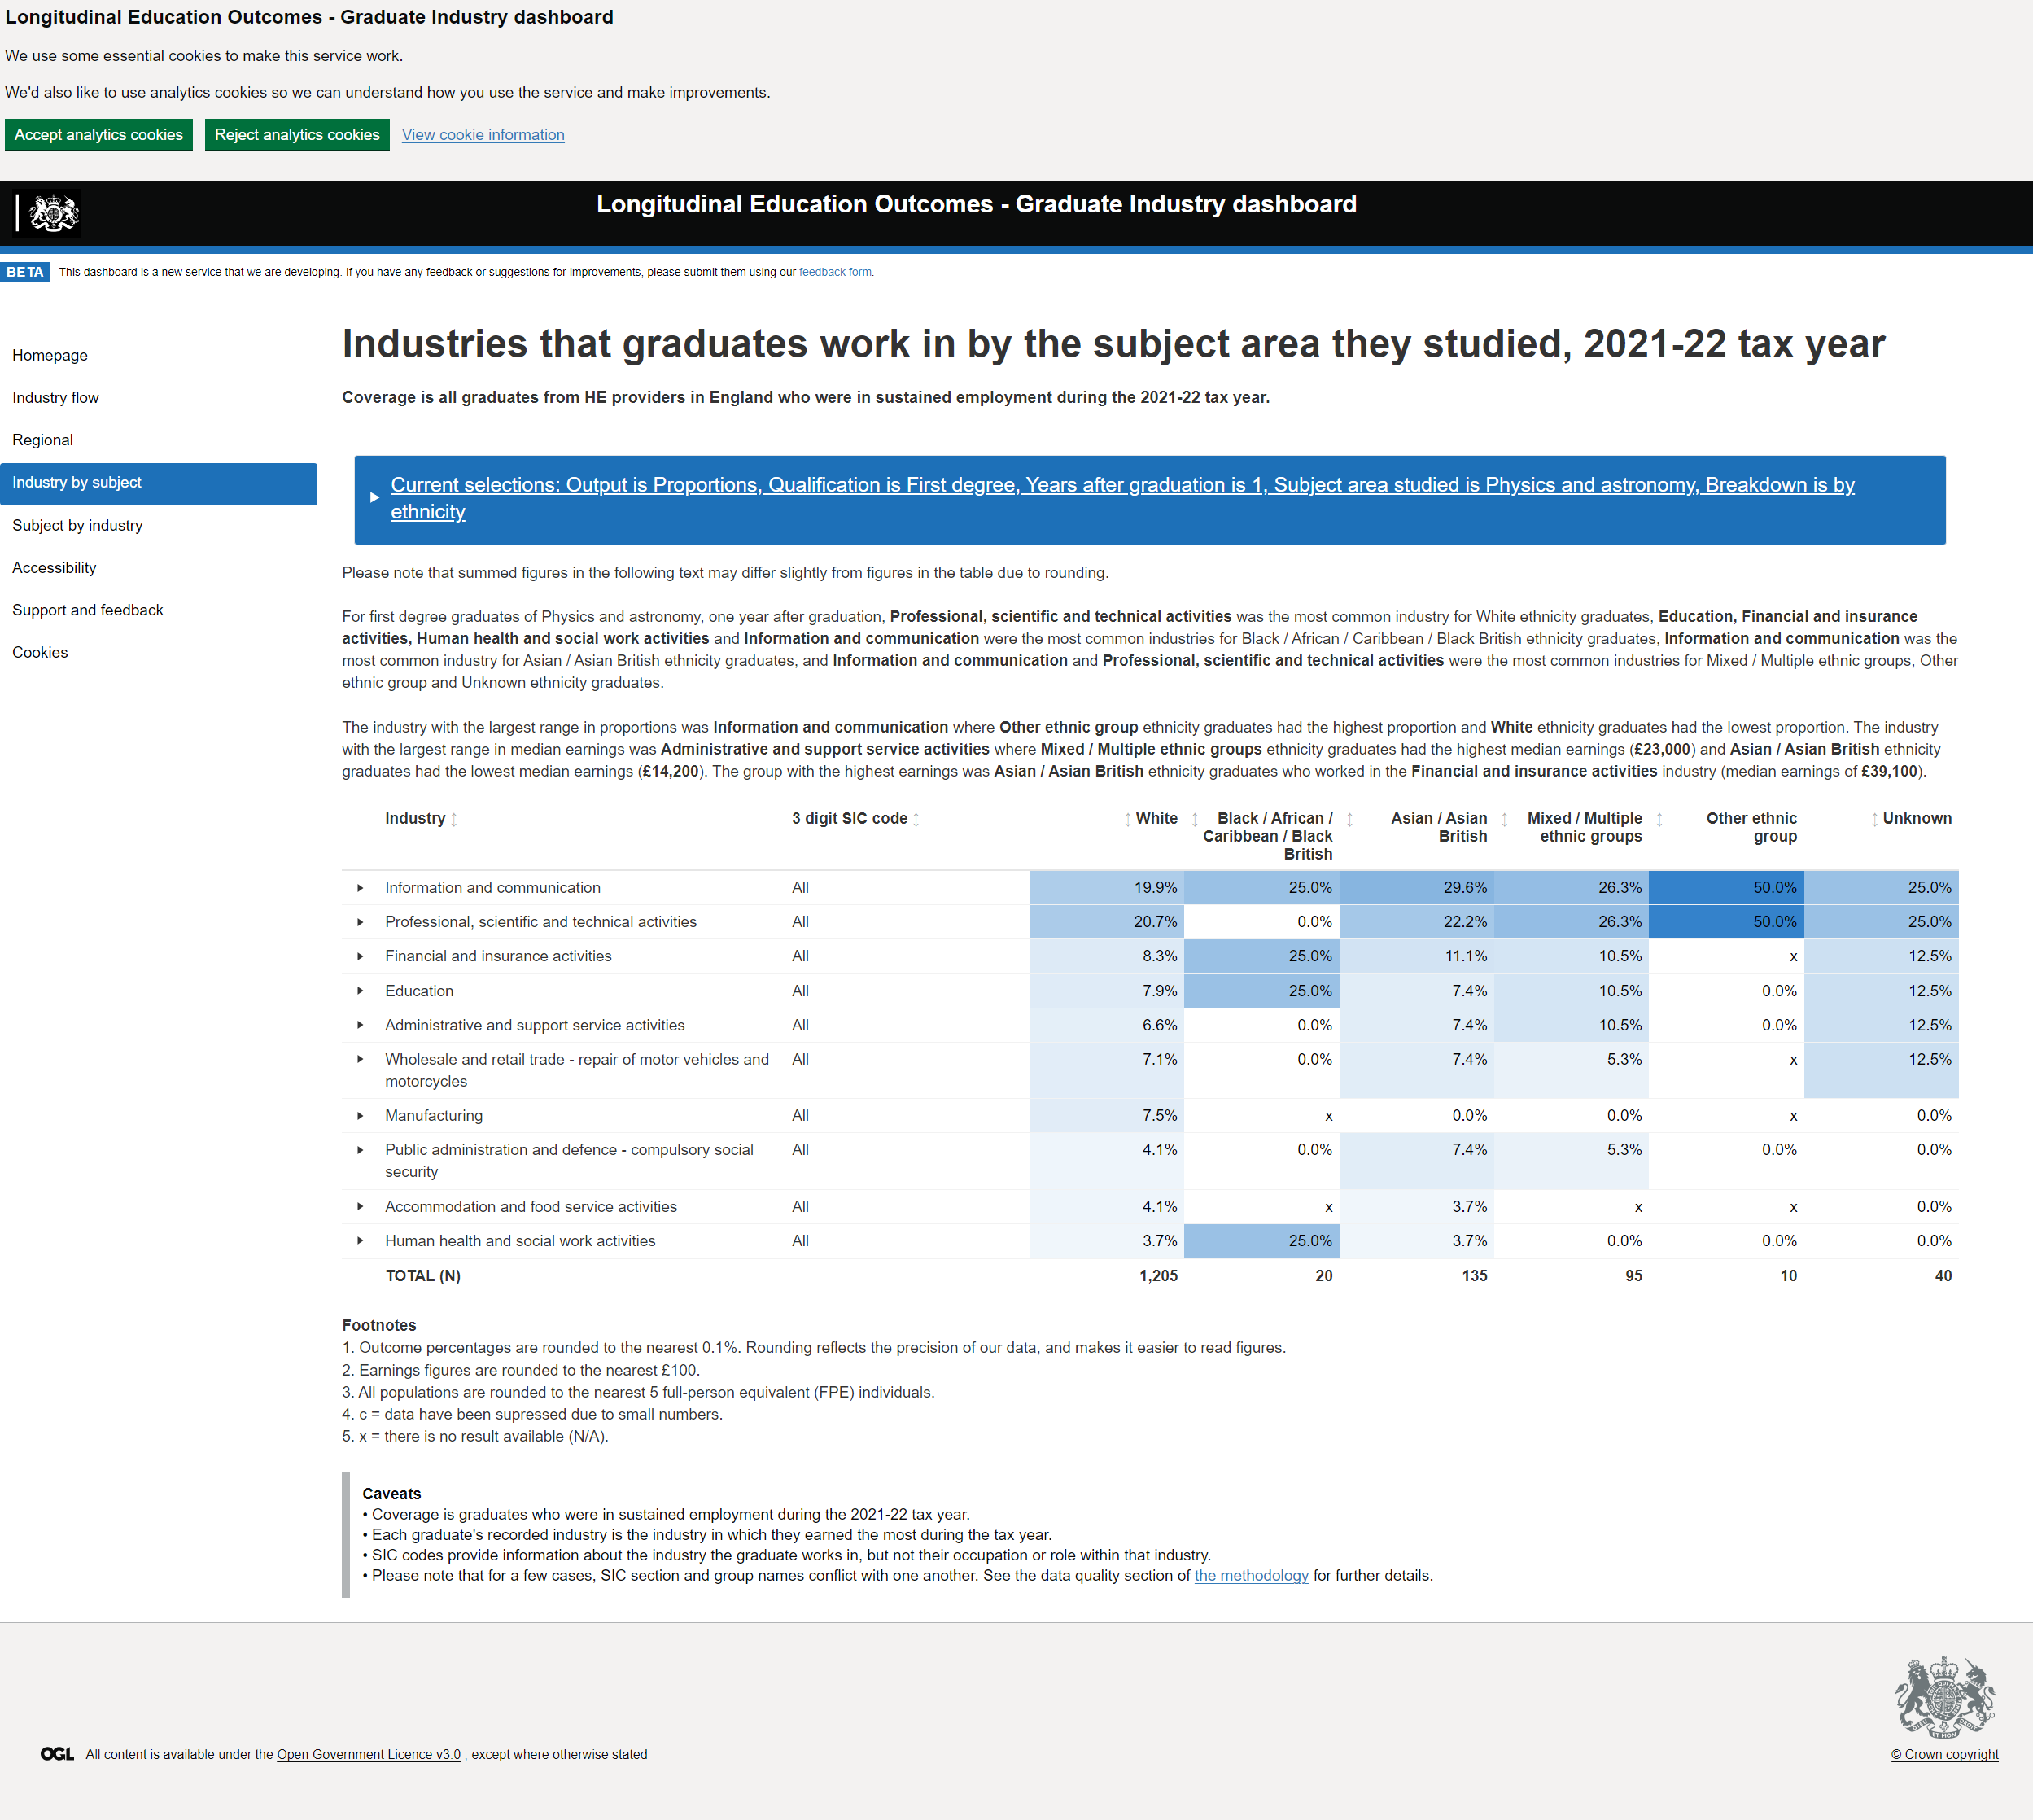 Longitudinal Education Outcomes - Graduate Industry dashboard
We use some essential cookies to make this service work.
We'd also like to use analytics cookies so we can understand how you use the service and make improvements.
Accept analytics cookies Reject analytics cookies View cookie information
Longitudinal Education Outcomes - Graduate Industry dashboard
BETA This dashboard is a new service that we are developing. If you have any feedback or suggestions for improvements, please submit them using our feedback form.
Homepage
Industry flow
Regional
Industry by subject
Subject by industry
Accessibility
Support and feedback
Cookies
Industries that graduates work in by the subject area they studied, 2021-22 tax year
Coverage is all graduates from HE providers in England who were in sustained employment during the 2021-22 tax year.
Current selections: Output is Proportions, Qualification is First degree, Years after graduation is 1, Subject area studied is Physics and astronomy, Breakdown is by
ethnicity
Please note that summed figures in the following text may differ slightly from figures in the table due to rounding.
For first degree graduates of Physics and astronomy, one year after graduation, Professional, scientific and technical activities was the most common industry for White ethnicity graduates, Education, Financial and insurance
activities, Human health and social work activities and Information and communication were the most common industries for Black / African / Caribbean / Black British ethnicity graduates, Information and communication was the
most common industry for Asian / Asian British ethnicity graduates, and Information and communication and Professional, scientific and technical activities were the most common industries for Mixed / Multiple ethnic groups, Other
ethnic group and Unknown ethnicity graduates.
The industry with the largest range in proportions was Information and communication where Other ethnic group ethnicity graduates had the highest proportion and White ethnicity graduates had the lowest proportion. The industry
with the largest range in median earnings was Administrative and support service activities where Mixed / Multiple ethnic groups ethnicity graduates had the highest median earnings (£23,000) and Asian / Asian British ethnicity
graduates had the lowest median earnings (£14,200). The group with the highest earnings was Asian / Asian British ethnicity graduates who worked in the Financial and insurance activities industry (median earnings of £39,100).
Industry 3 digit SIC code White Black / African / Asian / Asian Mixed / Multiple Other ethnic Unknown
Caribbean / Black British ethnic groups group
British
Information and communication All 19.9% 25.0% 29.6% 26.3% 50.0% 25.0%
Professional, scientific and technical activities All 20.7% 0.0% 22.2% 26.3% 50.0% 25.0%
Financial and insurance activities All 8.3% 25.0% 11.1% 10.5% x 12.5%
Education All 7.9% 25.0% 7.4% 10.5% 0.0% 12.5%
Administrative and support service activities All 6.6% 0.0% 7.4% 10.5% 0.0% 12.5%
Wholesale and retail trade - repair of motor vehicles and All 7.1% 0.0% 7.4% 5.3% x 12.5%
motorcycles
Manufacturing All 7.5% x 0.0% 0.0% x 0.0%
Public administration and defence - compulsory social All 4.1% 0.0% 7.4% 5.3% 0.0% 0.0%
security
Accommodation and food service activities All 4.1% x 3.7% x x 0.0%
Human health and social work activities All 3.7% 25.0% 3.7% 0.0% 0.0% 0.0%
TOTAL (N) 1,205 20 135 95 10 40
Footnotes
1. Outcome percentages are rounded to the nearest 0.1%. Rounding reflects the precision of our data, and makes it easier to read figures.
2. Earnings figures are rounded to the nearest £100.
3. All populations are rounded to the nearest 5 full-person equivalent (FPE) individuals.
4. c = data have been supressed due to small numbers.
5. x = there is no result available (N/A).
Caveats
• Coverage is graduates who were in sustained employment during the 2021-22 tax year.
• Each graduate's recorded industry is the industry in which they earned the most during the tax year.
• SIC codes provide information about the industry the graduate works in, but not their occupation or role within that industry.
• Please note that for a few cases, SIC section and group names conflict with one another. See the data quality section of the methodology for further details.
OGL All content is available under the Open Government Licence v3.0 , except where otherwise stated
© Crown copyright